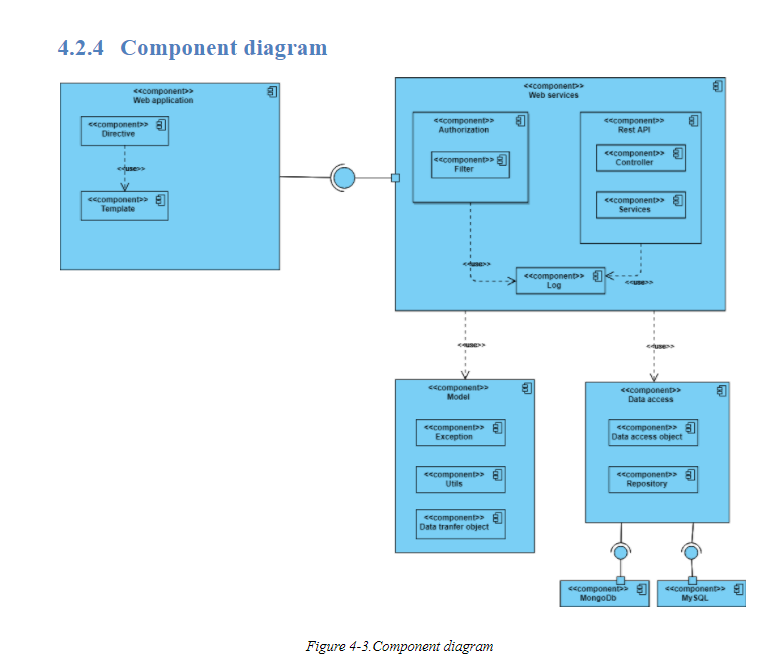 4.2.4 Component diagram
<<component>>
Web application
<<component>>
Directive
<<use>>
<<component>>
Template
<<component>>
Web services
<<component>>
Authorization
<<component>>
Filter
<<component>>
Rest API
<<component>>
Controller
<<component>>
Services
<<use>>
<<component>>
Log
<<use>>
<<use>>
<<use>>
<<component>>
Model
<<component>>
Exception
<<component>>
Utils
<<component>>
Data tranfer object
<<component>>
Data access
<<component>>
Data access object
<<component>>
Repository
<<component>>
MongoDb
<<component>>
MySQL
Figure 4-3.Component diagram